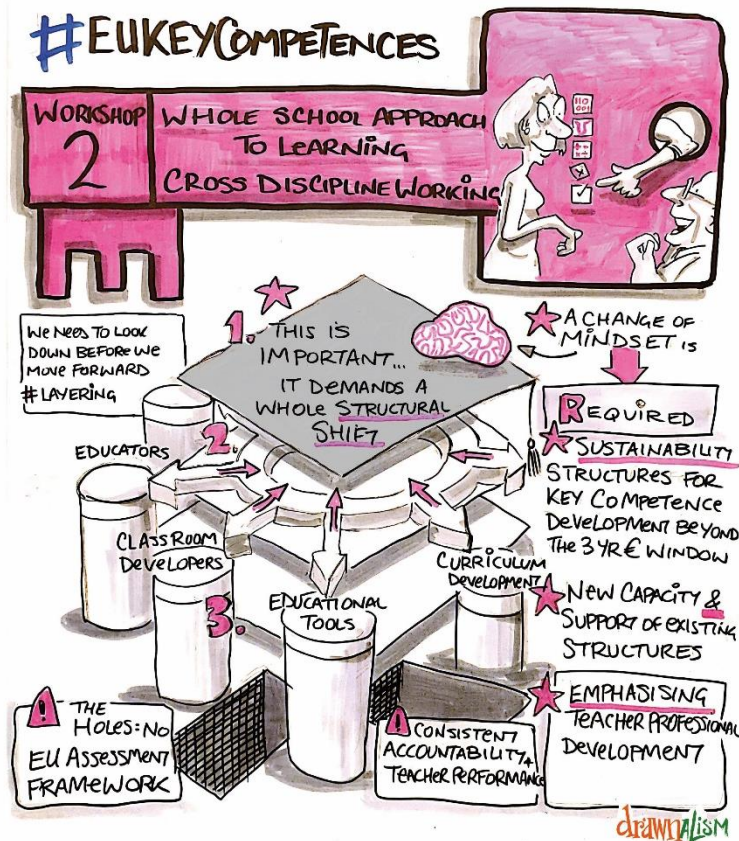 #EUKEYCOMPETENCES
WORKSHOP
2
WHOLE SCHOOL APPROACH
TO LEARNING
CROSS DISCIPLINE WORKING
WE NEED TO LOOK
DOWN BEFORE WE
MOVE FORWARD
#LAYERING
1. THIS IS
IMPORTANT...
IT DEMANDS A
WHOLE STRUCTURAL
SHIFT
A CHANGE OF
MINDSET IS
REQUIRED
SUSTAINABILITY
STRUCTURES FOR
KEY COMPETENCE
DEVELOPMENT BEYOND
THE 3 YR € WINDOW
NEW CAPACITY &
SUPPORT OF EXISTING
STRUCTURES
EMPHASISING
TEACHER PROFESSIONAL
DEVELOPMENT
2.
EDUCATORS
CLASSROOM
DEVELOPERS
3.
EDUCATIONAL
TOOLS
CURRICULUM
DEVELOPMENT
! THE
HOLES: NO
EU ASSESSMENT
FRAMEWORK
! CONSISTENT
ACCOUNTABILITY +
TEACHER PERFORMANCE
drawnalism